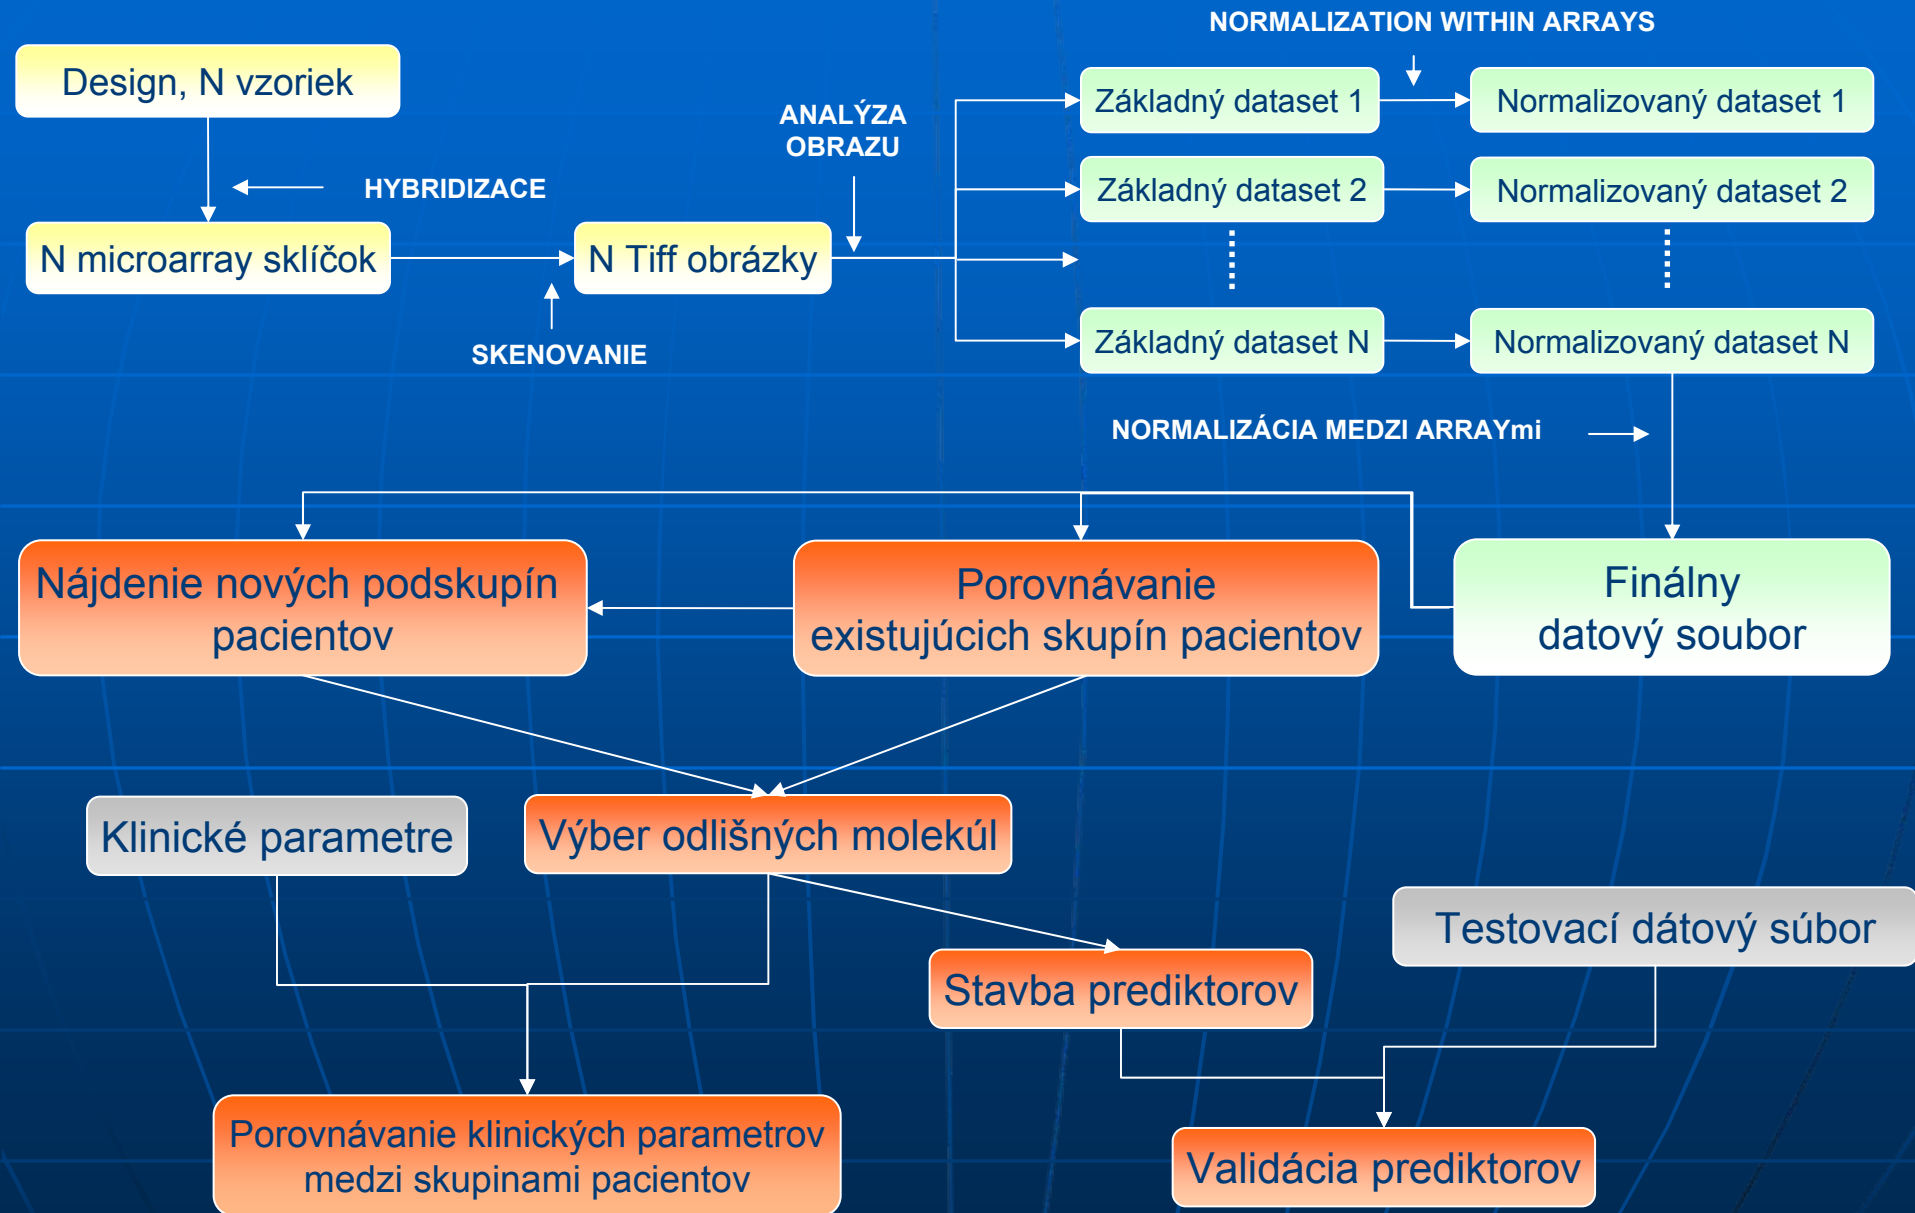 NORMALIZATION WITHIN ARRAYS
Design, N vzoriek
ANALÝZA
OBRAZU
Základný dataset 1
Normalizovaný dataset 1
HYBRIDIZACE
Základný dataset 2
Normalizovaný dataset 2
N microarray sklíčok
N Tiff obrázky
SKENOVANIE
Základný dataset N
Normalizovaný dataset N
NORMALIZÁCIA MEDZI ARRAYmi
Nájdenie nových podskupín
pacientov
Porovnávanie
existujúcich skupín pacientov
Finálny
datový soubor
Klinické parametre
Výber odlišných molekúl
Testovací dátový súbor
Stavba prediktorov
Porovnávanie klinických parametrov
medzi skupinami pacientov
Validácia prediktorov